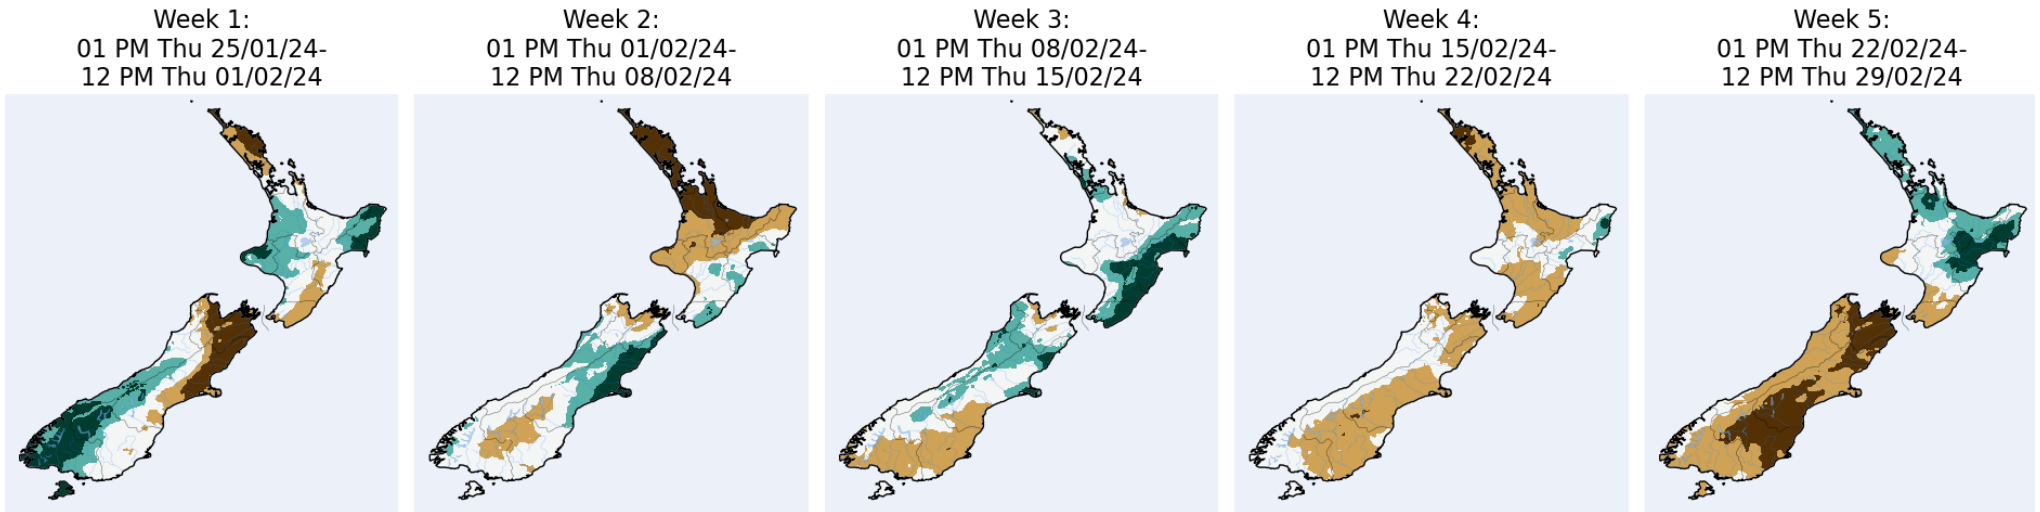 Week 1:
01 PM Thu 25/01/24-
12 PM Thu 01/02/24
Week 2:
01 PM Thu 01/02/24-
12 PM Thu 08/02/24
Week 3:
01 PM Thu 08/02/24-
12 PM Thu 15/02/24
Week 4:
01 PM Thu 15/02/24-
12 PM Thu 22/02/24
Week 5:
01 PM Thu 22/02/24-
12 PM Thu 29/02/24